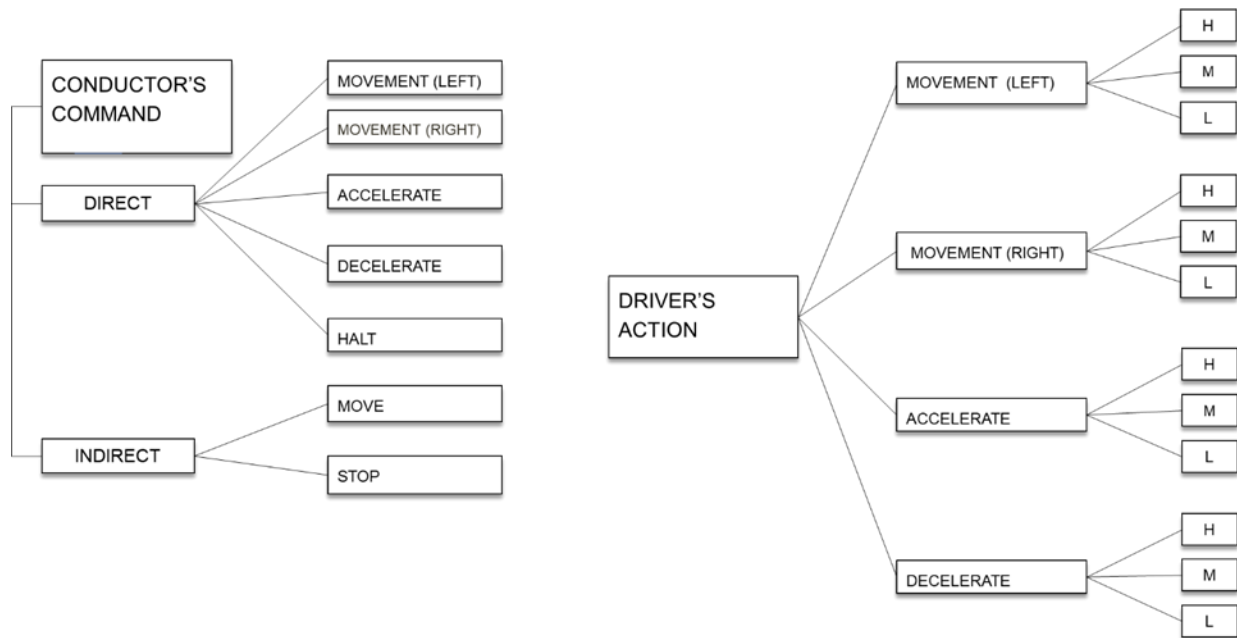 CONDUCTOR’S
COMMAND
DIRECT
MOVEMENT (LEFT)
MOVEMENT (RIGHT)
ACCELERATE
DECELERATE
HALT
INDIRECT
MOVE
STOP
DRIVER’S
ACTION
MOVEMENT (LEFT)
H
M
L
MOVEMENT (RIGHT)
H
M
L
ACCELERATE
H
M
L
DECELERATE
H
M
L